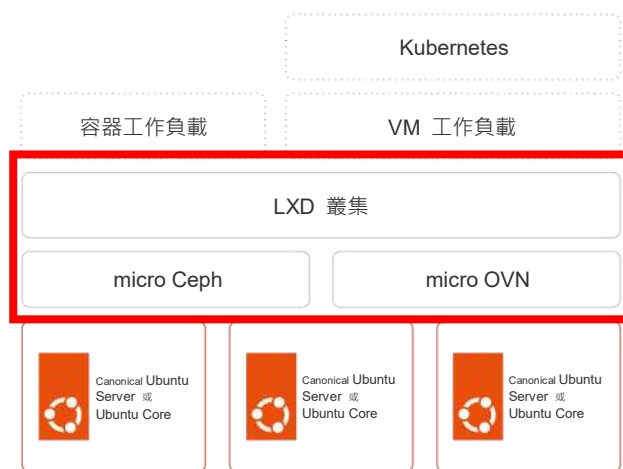 Kubernetes
容器工作負載
VM 工作負載
LXD 叢集
micro Ceph
micro OVN
Canonical Ubuntu
Server 或
Ubuntu Core
Canonical Ubuntu
Server 或
Ubuntu Core
Canonical Ubuntu
Server 或
Ubuntu Core